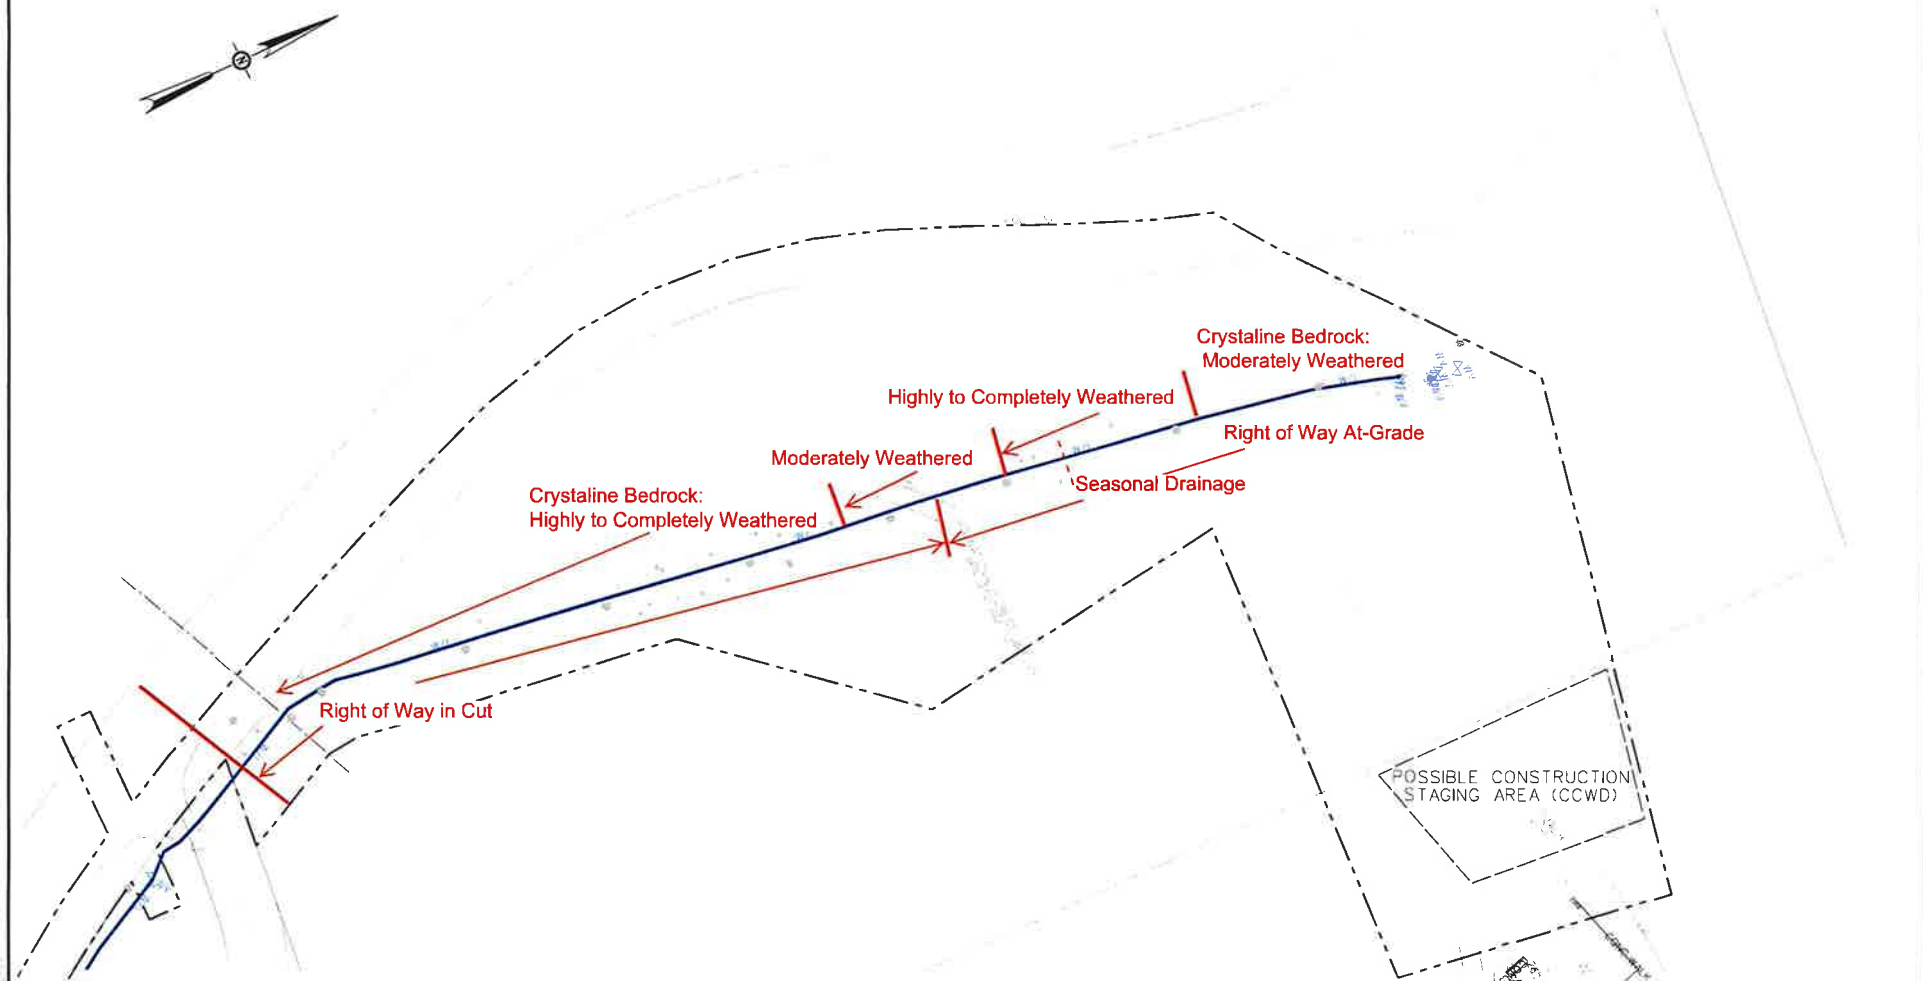 N
Crystaline Bedrock:
Moderately Weathered
Highly to Completely Weathered
Right of Way At-Grade
Moderately Weathered
Seasonal Drainage
Crystaline Bedrock:
Highly to Completely Weathered
Right of Way in Cut
POSSIBLE CONSTRUCTION
STAGING AREA (CCWD)